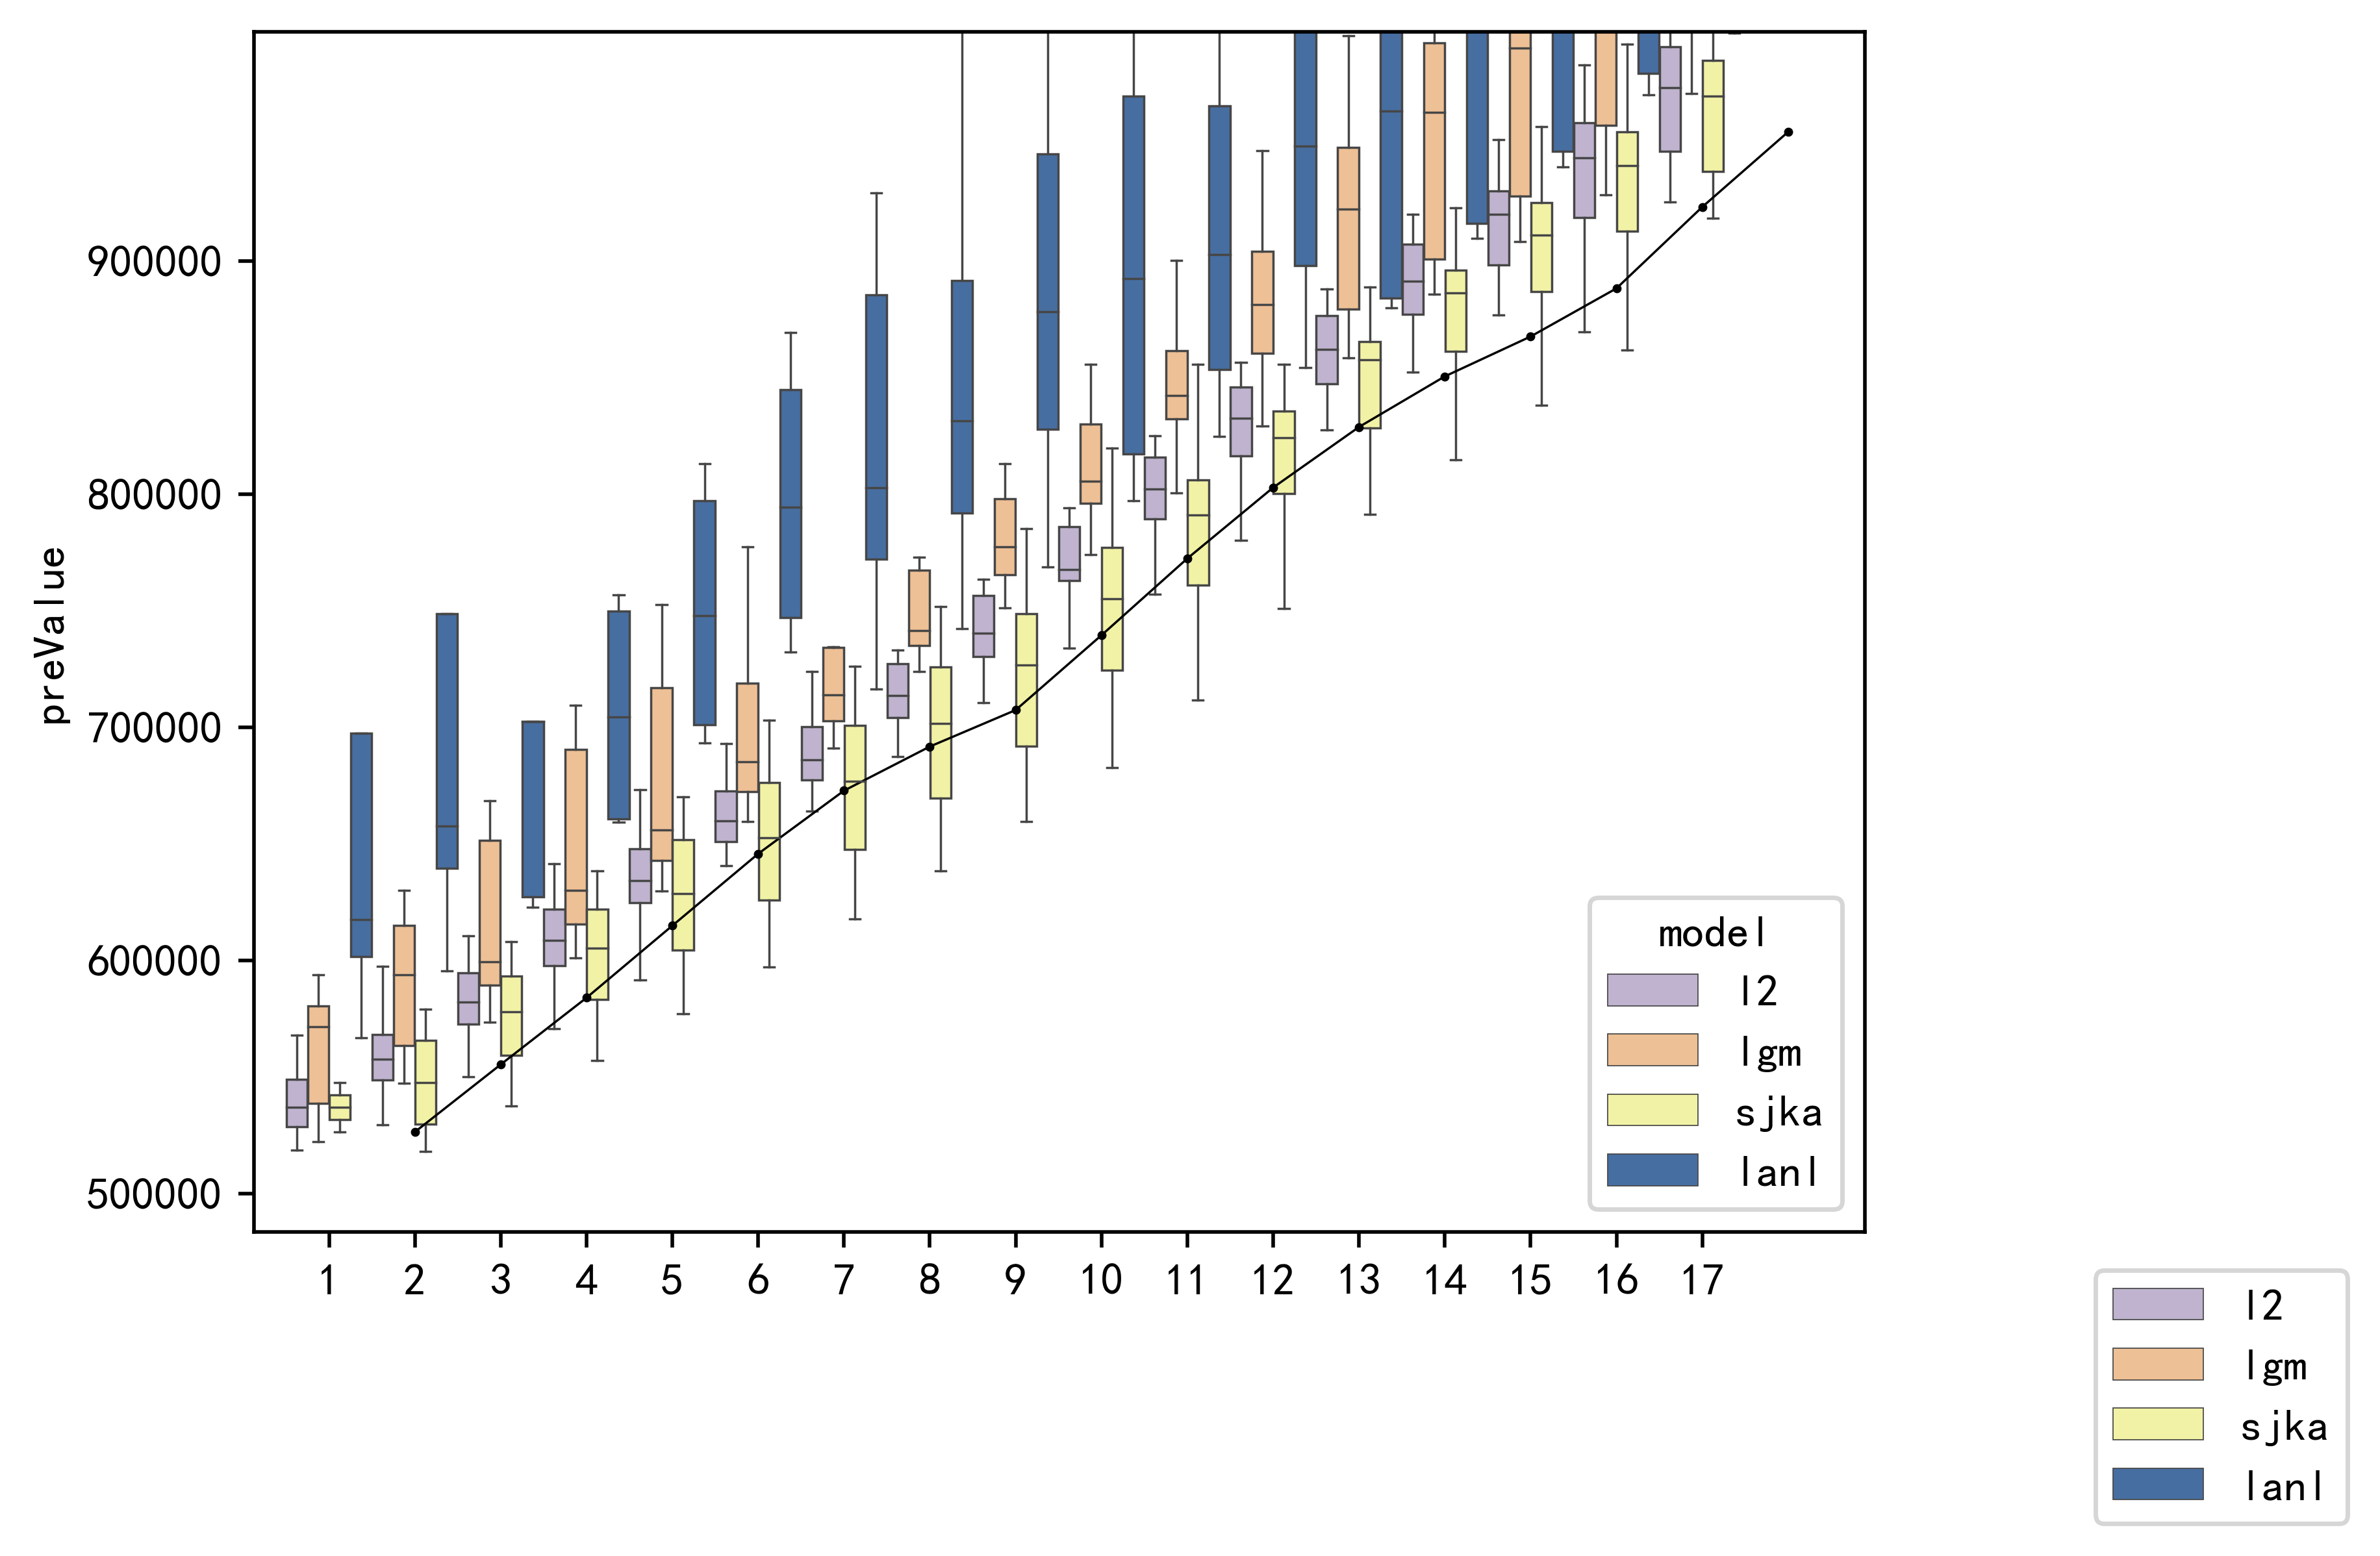 preValue
900000
800000
700000
600000
500000
1 2 3 4 5 6 7 8 9 10 11 12 13 14 15 16 17
model
l2
lgm
sjka
lanl
l2
lgm
sjka
lanl